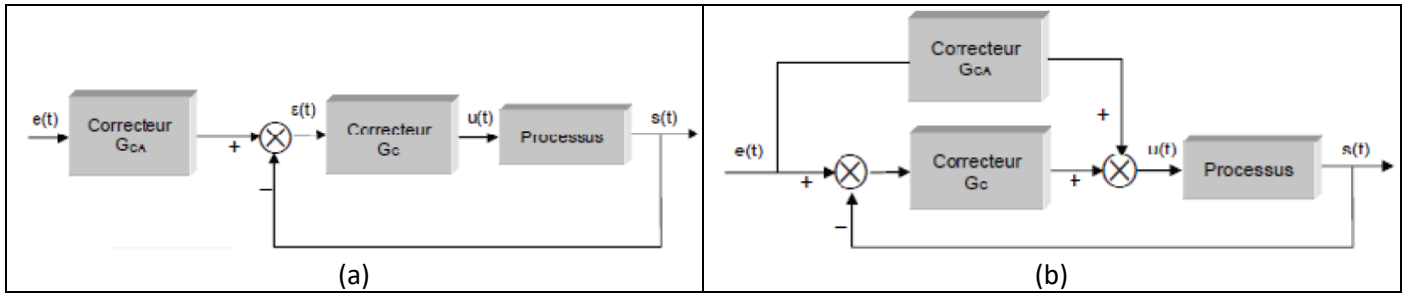 e(t)
Correcteur
GCA
+
−
ε(t)
Correcteur
GC
u(t)
Processus
s(t)
(a)
Correcteur
GCA
e(t)
+
−
Correcteur
GC
+
+
u(t)
Processus
s(t)
(b)